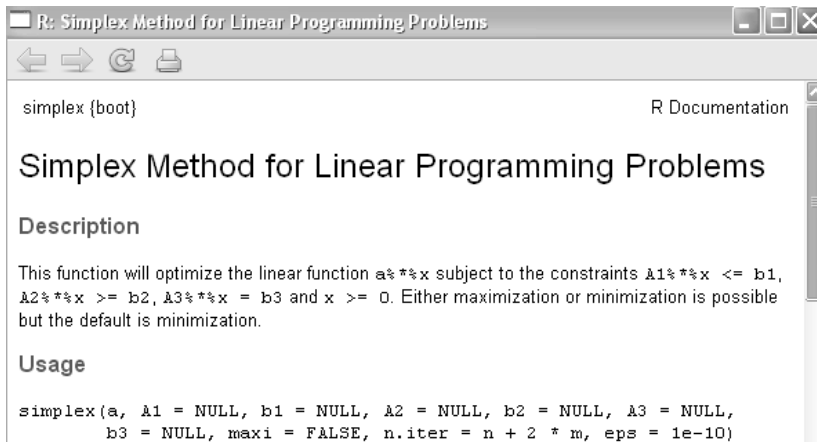 R: Simplex Method for Linear Programming Problems
simplex {boot} R Documentation
Simplex Method for Linear Programming Problems
Description
This function will optimize the linear function a%*%x subject to the constraints A1%*%x <= b1,
A2%*%x >= b2, A3%*%x = b3 and x >= 0. Either maximization or minimization is possible
but the default is minimization.
Usage
simplex(a, A1 = NULL, b1 = NULL, A2 = NULL, b2 = NULL, A3 = NULL,
b3 = NULL, maxi = FALSE, n.iter = n + 2 * m, eps = 1e-10)